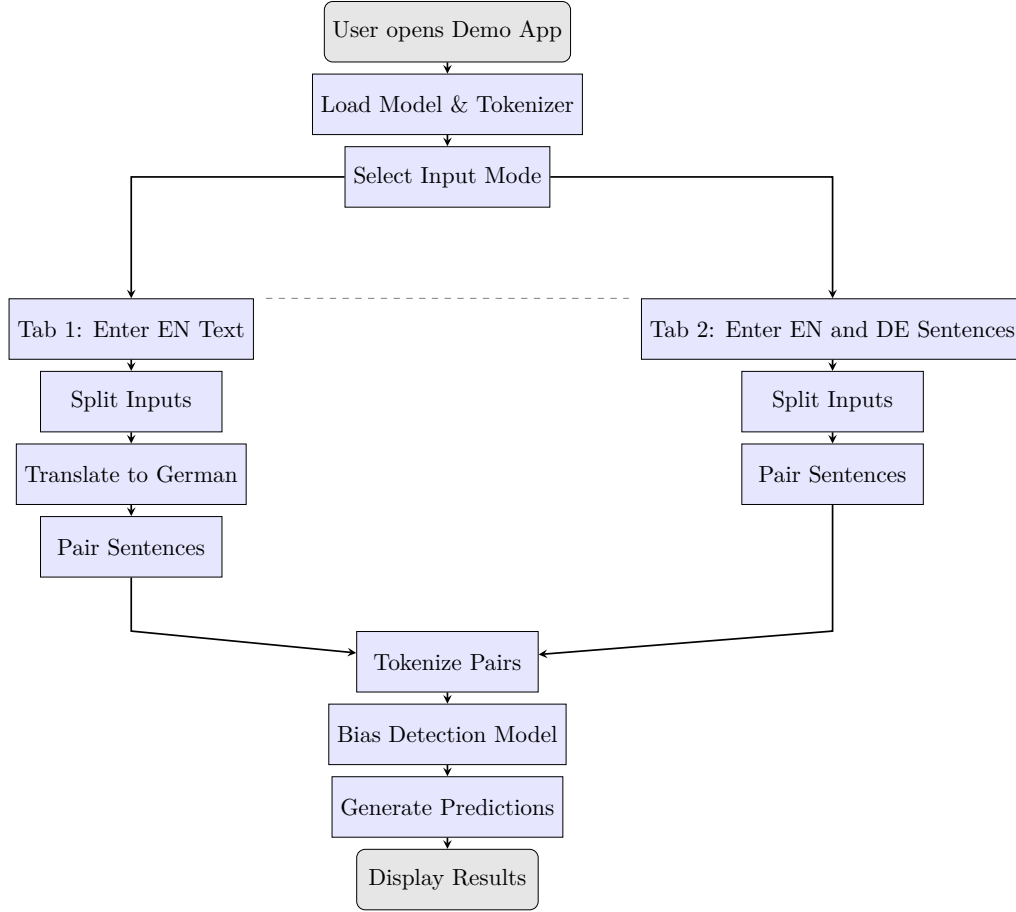 User opens Demo App
Load Model & Tokenizer
Select Input Mode
Tab 1: Enter EN Text
Split Inputs
Translate to German
Pair Sentences
Tab 2: Enter EN and DE Sentences
Split Inputs
Pair Sentences
Tokenize Pairs
Bias Detection Model
Generate Predictions
Display Results